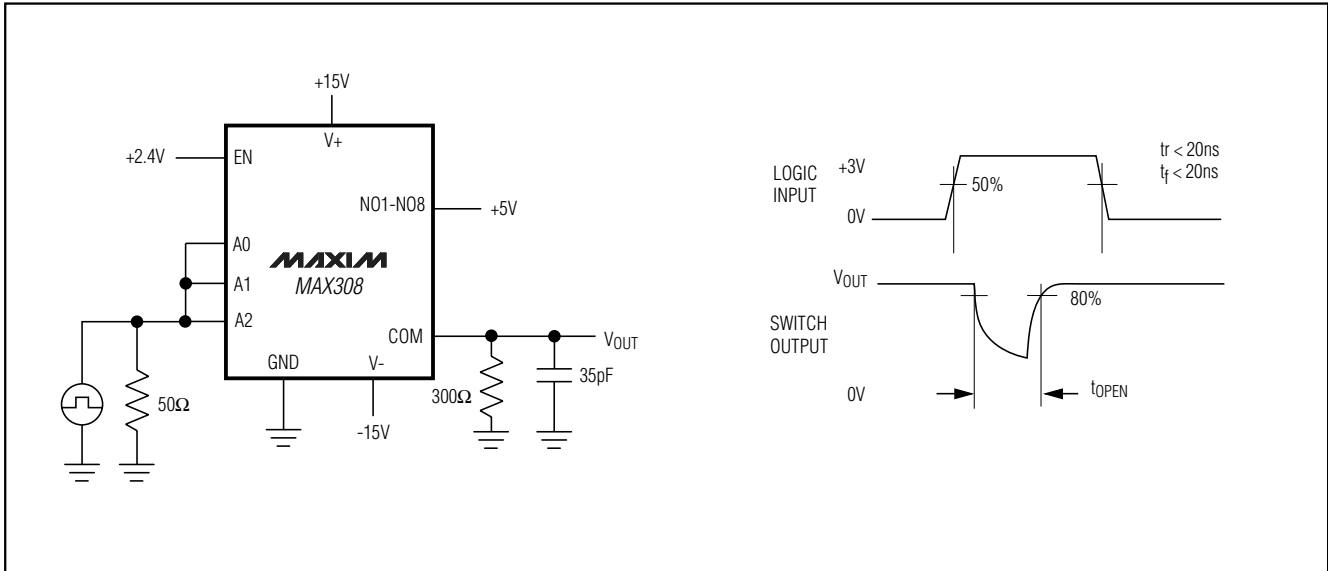 +15V
V+
+2.4V
EN
NO1-NO8
+5V
A0
MAXIM
A1
MAX308
A2
COM
VOUT
GND
V-
50Ω
300Ω
35pF
-15V
LOGIC
INPUT
+3V
50%
0V
tr < 20ns
tf < 20ns
VOUT
80%
SWITCH
OUTPUT
0V
tOPEN